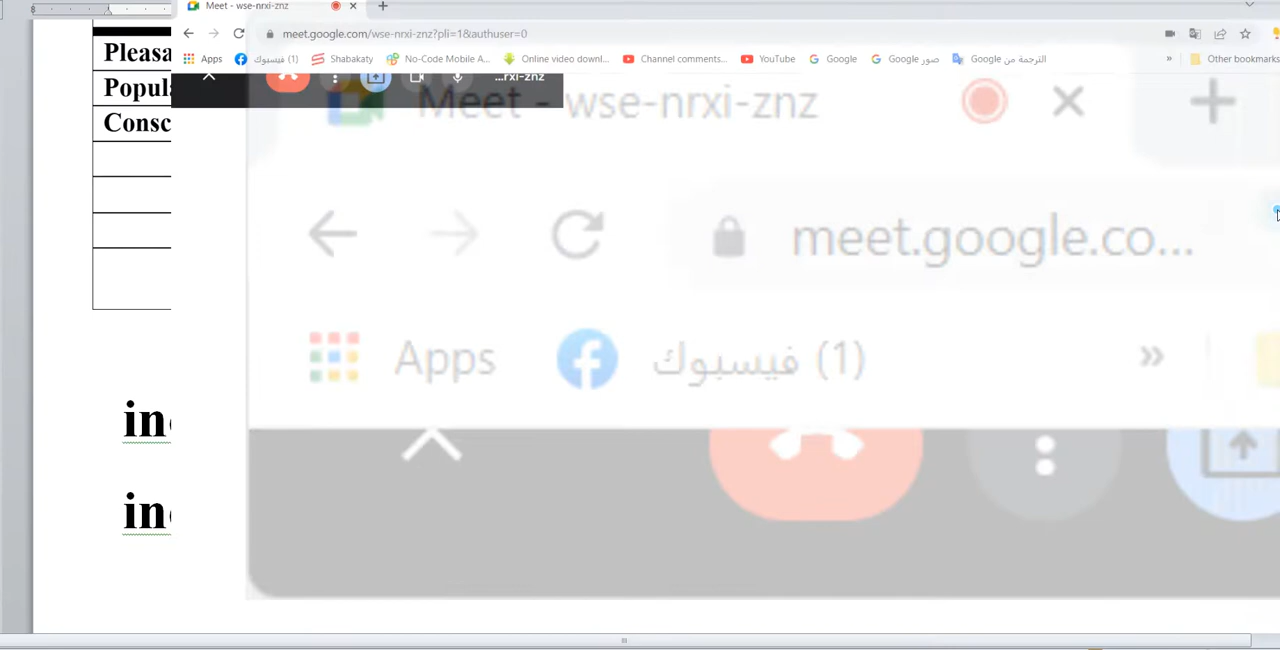 Meet - wse-nrxi-znz
meet.google.com/wse-nrxi-znz?pli=1&authuser=0
Apps
فيسبوك (1)
Shabakaty
No-Code Mobile A...
Online video downl...
Channel comments...
YouTube
Google
صور Google
الترجمة من Google
»
Other bookmarks
...rxi-znz
Meet - wse-nrxi-znz
meet.google.co...
Apps
فيسبوك (1)
»
Pleasa
Popula
Consc
in
in